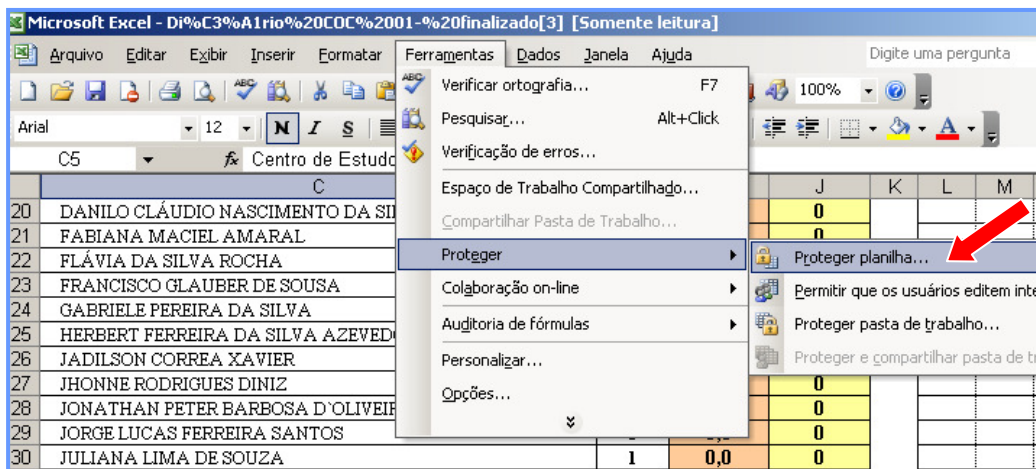 Microsoft Excel - Di%C3%A1rio%20COC%2001-%20finalizado[3] [Somente leitura]
Arquivo Editar Exibir Inserir Formatar Ferramentas Dados Janela Ajuda Digite uma pergunta
100%
Arial 12 N I S A
C5 fx Centro de Estudo
Verificar ortografia... F7
Pesquisar... Alt+Click
Verificação de erros...
Espaço de Trabalho Compartilhado...
Compartilhar Pasta de Trabalho...
Proteger
Colaboração on-line
Auditoria de fórmulas
Personalizar...
Opções...
Proteger planilha...
Permitir que os usuários editem inte
Proteger pasta de trabalho...
Proteger e compartilhar pasta de t
C J K L M
20 DANILO CLÁUDIO NASCIMENTO DA SI 0
21 FABIANA MACIEL AMARAL 0
22 FLÁVIA DA SILVA ROCHA
23 FRANCISCO GLAUBER DE SOUSA
24 GABRIELE PEREIRA DA SILVA
25 HERBERT FERREIRA DA SILVA AZEVED
26 JADILSON CORREA XAVIER
27 JHONNE RODRIGUES DINIZ 0
28 JONATHAN PETER BARBOSA D`OLIVEIR 0
29 JORGE LUCAS FERREIRA SANTOS 0
30 JULIANA LIMA DE SOUZA 1 0,0 0